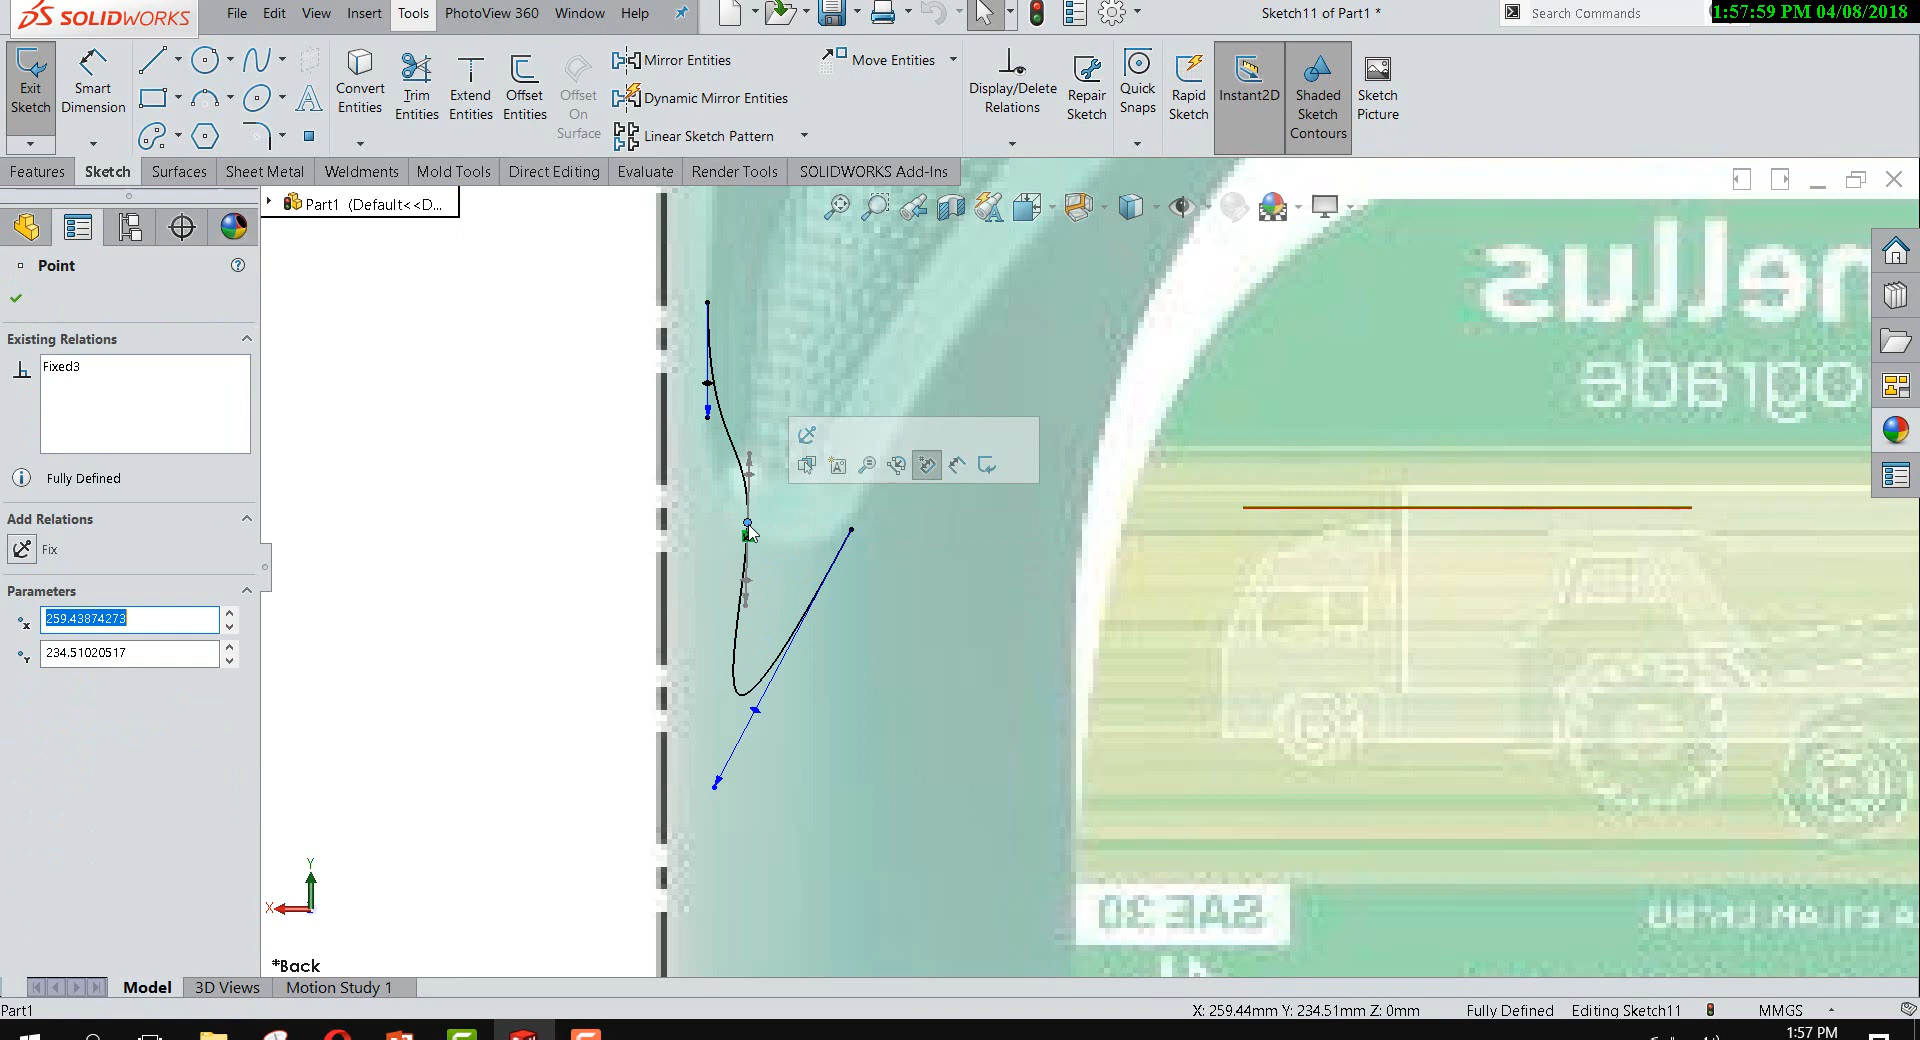 SOLIDWORKS
File Edit View Insert Tools PhotoView 360 Window Help
Sketch11 of Part1 *
Search Commands
1:57:59 PM 04/08/2018
Exit Sketch
Smart Dimension
Convert Entities
Trim Entities
Extend Entities
Offset Entities
Offset On Surface
Mirror Entities
Dynamic Mirror Entities
Linear Sketch Pattern
Move Entities
Display/Delete Relations
Repair Sketch
Quick Snaps
Rapid Sketch
Instant2D
Shaded Sketch Contours
Sketch Picture
Features Sketch Surfaces Sheet Metal Weldments Mold Tools Direct Editing Evaluate Render Tools SOLIDWORKS Add-Ins
Part1 (Default<<D...
Point
Existing Relations
Fixed3
Fully Defined
Add Relations
Fix
Parameters
259.43874273
234.51020517
nellus
ograde
SAE 30
Y
X
*Back
Model 3D Views Motion Study 1
Part1
X: 259.44mm Y: 234.51mm Z: 0mm
Fully Defined
Editing Sketch11
MMGS
1:57 PM